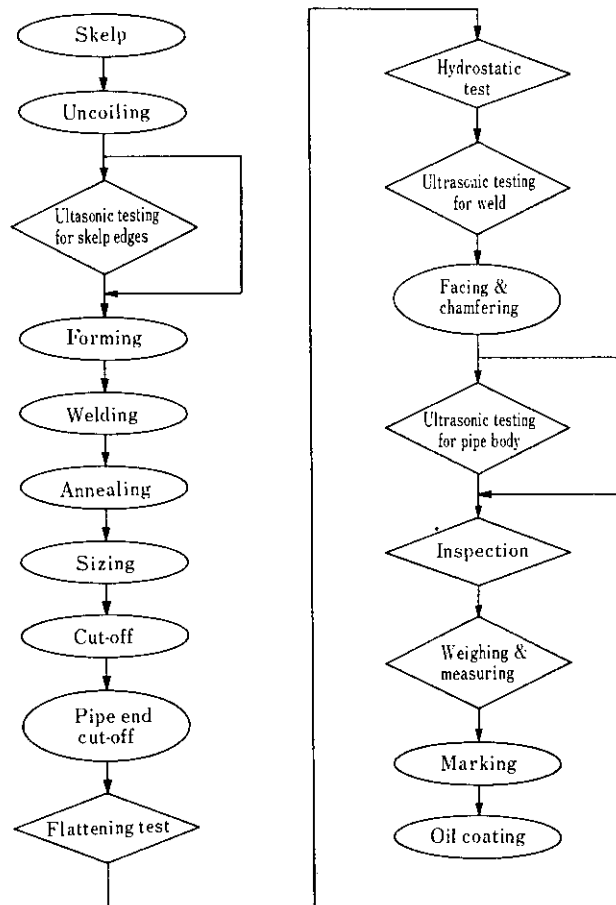 Skelp
Uncoiling
Ultasonic testing
for skelp edges
Forming
Welding
Annealing
Sizing
Cut-off
Pipe end
cut-off
Flattening test
Hydrostatic
test
Ultrasonic testing
for weld
Facing &
chamfering
Ultrasonic testing
for pipe body
Inspection
Weighing &
measuring
Marking
Oil coating